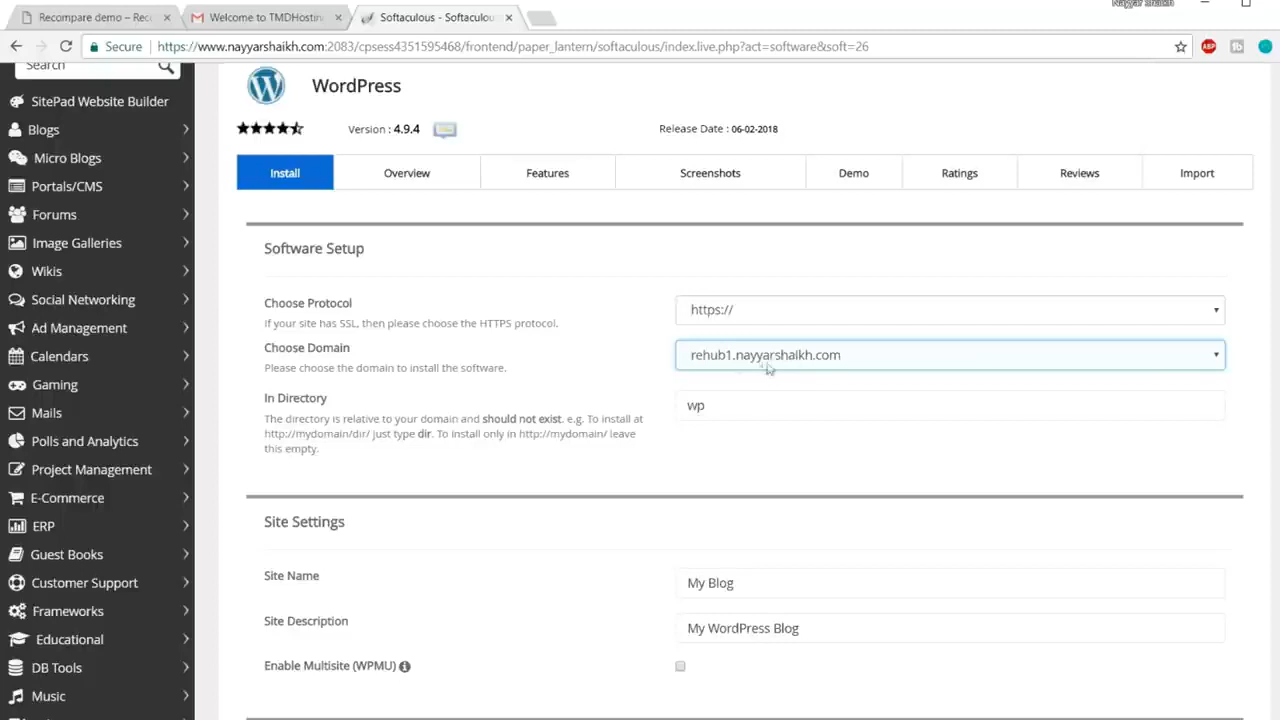 Nayyar Shaikh
Recompare demo – Rec
Welcome to TMDHostin
Softaculous - Softaculou
Secure
https://www.nayyarshaikh.com:2083/cpsess4351595468/frontend/paper_lantern/softaculous/index.live.php?act=software&soft=26
ABP
Search
SitePad Website Builder
Blogs
Micro Blogs
Portals/CMS
Forums
Image Galleries
Wikis
Social Networking
Ad Management
Calendars
Gaming
Mails
Polls and Analytics
Project Management
E-Commerce
ERP
Guest Books
Customer Support
Frameworks
Educational
DB Tools
Music
WordPress
Version : 4.9.4
Release Date : 06-02-2018
Install Overview Features Screenshots Demo Ratings Reviews Import
Software Setup
Choose Protocol
If your site has SSL, then please choose the HTTPS protocol.
https://
Choose Domain
Please choose the domain to install the software.
rehub1.nayyarshaikh.com
In Directory
The directory is relative to your domain and should not exist. e.g. To install at
http://mydomain/dir/ just type dir. To install only in http://mydomain/ leave
this empty.
wp
Site Settings
Site Name
My Blog
Site Description
My WordPress Blog
Enable Multisite (WPMU)